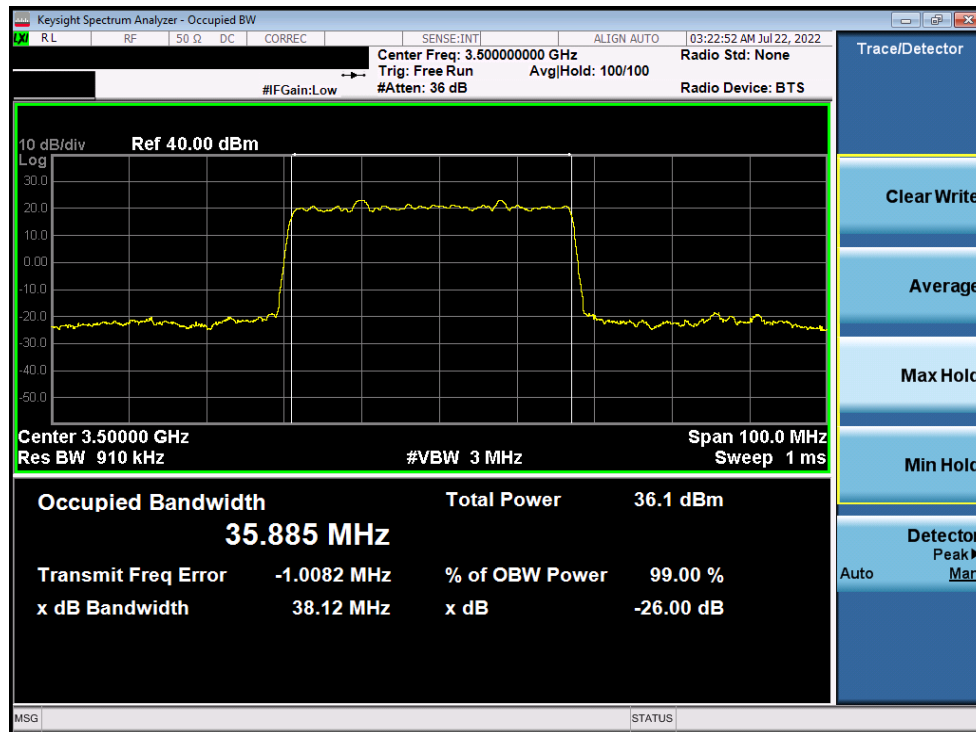 Keysight Spectrum Analyzer - Occupied BW
LXI RL RF 50 Ω DC CORREC SENSE:INT ALIGN AUTO 03:22:52 AM Jul 22, 2022
Center Freq: 3.500000000 GHz Radio Std: None
Trig: Free Run Avg|Hold: 100/100
#IFGain:Low #Atten: 36 dB Radio Device: BTS
10 dB/div Ref 40.00 dBm
Log
30.0
20.0
10.0
0.00
-10.0
-20.0
-30.0
-40.0
-50.0
Center 3.50000 GHz Span 100.0 MHz
Res BW 910 kHz #VBW 3 MHz Sweep 1 ms
Occupied Bandwidth Total Power 36.1 dBm
35.885 MHz
Transmit Freq Error -1.0082 MHz % of OBW Power 99.00 %
x dB Bandwidth 38.12 MHz x dB -26.00 dB
MSG STATUS
Trace/Detector
Clear Write
Average
Max Hold
Min Hold
Detector
Peak▶
Auto Man